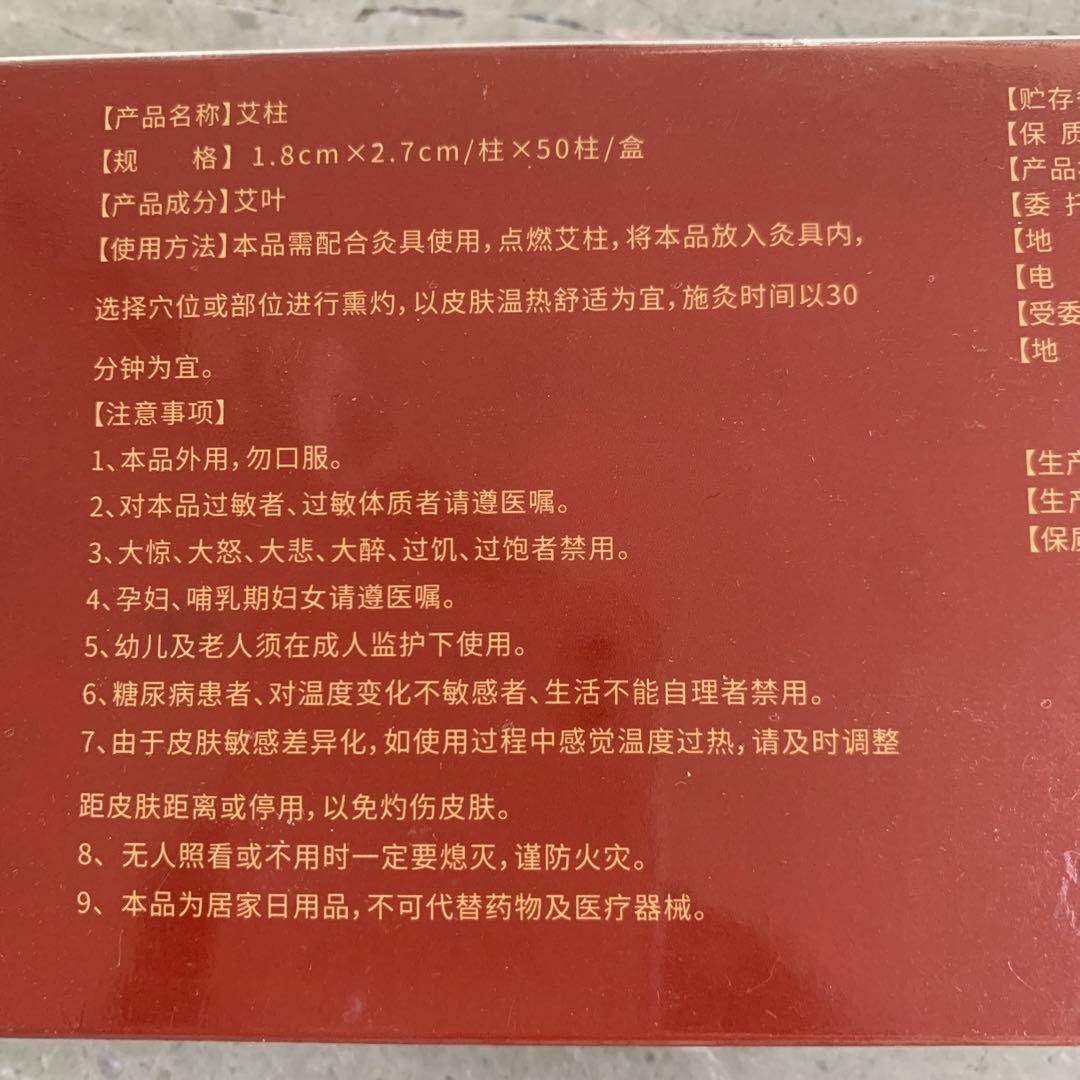 【产品名称】艾柱
【规 格】1.8cm×2.7cm/柱×50柱/盒
【产品成分】艾叶
【使用方法】本品需配合灸具使用,点燃艾柱,将本品放入灸具内,
选择穴位或部位进行熏灼,以皮肤温热舒适为宜,施灸时间以30
分钟为宜。
【注意事项】
1、本品外用,勿口服。
2、对本品过敏者、过敏体质者请遵医嘱。
3、大惊、大怒、大悲、大醉、过饥、过饱者禁用。
4、孕妇、哺乳期妇女请遵医嘱。
5、幼儿及老人须在成人监护下使用。
6、糖尿病患者、对温度变化不敏感者、生活不能自理者禁用。
7、由于皮肤敏感差异化,如使用过程中感觉温度过热,请及时调整
距皮肤距离或停用,以免灼伤皮肤。
8、无人照看或不用时一定要熄灭,谨防火灾。
9、本品为居家日用品,不可代替药物及医疗器械。
【贮存
【保 质
【产品
【委 托
【地
【电
【受委
【地
【生产
【生产
【保质